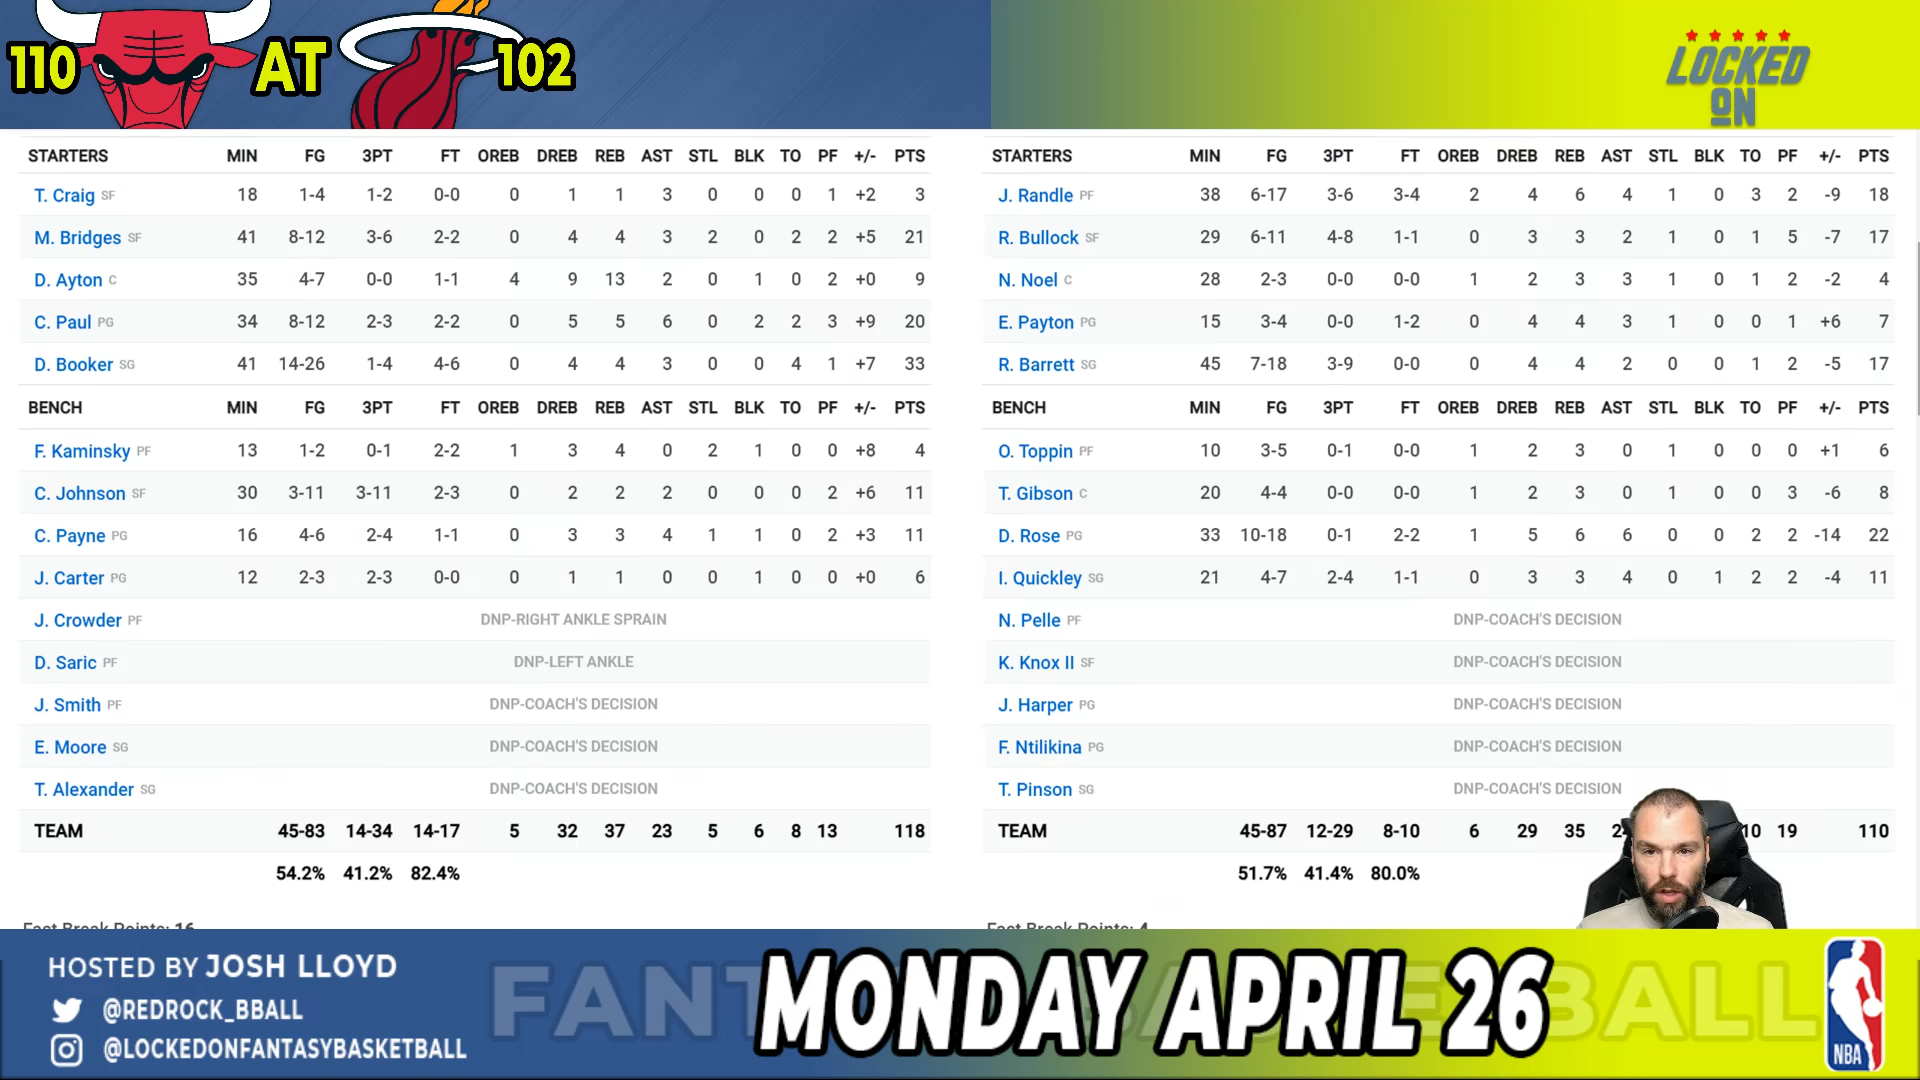 110 AT 102
LOCKED
ON
STARTERS MIN FG 3PT FT OREB DREB REB AST STL BLK TO PF +/- PTS
T. Craig SF 18 1-4 1-2 0-0 0 1 1 3 0 0 0 1 +2 3
M. Bridges SF 41 8-12 3-6 2-2 0 4 4 3 2 0 2 2 +5 21
D. Ayton C 35 4-7 0-0 1-1 4 9 13 2 0 1 0 2 +0 9
C. Paul PG 34 8-12 2-3 2-2 0 5 5 6 0 2 2 3 +9 20
D. Booker SG 41 14-26 1-4 4-6 0 4 4 3 0 0 4 1 +7 33
BENCH MIN FG 3PT FT OREB DREB REB AST STL BLK TO PF +/- PTS
F. Kaminsky PF 13 1-2 0-1 2-2 1 3 4 0 2 1 0 0 +8 4
C. Johnson SF 30 3-11 3-11 2-3 0 2 2 2 0 0 0 2 +6 11
C. Payne PG 16 4-6 2-4 1-1 0 3 3 4 1 1 0 2 +3 11
J. Carter PG 12 2-3 2-3 0-0 0 1 1 0 0 1 0 0 +0 6
J. Crowder PF DNP-RIGHT ANKLE SPRAIN
D. Saric PF DNP-LEFT ANKLE
J. Smith PF DNP-COACH'S DECISION
E. Moore SG DNP-COACH'S DECISION
T. Alexander SG DNP-COACH'S DECISION
TEAM 45-83 14-34 14-17 5 32 37 23 5 6 8 13 118
54.2% 41.2% 82.4%
Fast Break Points: 16
STARTERS MIN FG 3PT FT OREB DREB REB AST STL BLK TO PF +/- PTS
J. Randle PF 38 6-17 3-6 3-4 2 4 6 4 1 0 3 2 -9 18
R. Bullock SF 29 6-11 4-8 1-1 0 3 3 2 1 0 1 5 -7 17
N. Noel C 28 2-3 0-0 0-0 1 2 3 3 1 0 1 2 -2 4
E. Payton PG 15 3-4 0-0 1-2 0 4 4 3 1 0 0 1 +6 7
R. Barrett SG 45 7-18 3-9 0-0 0 4 4 2 0 0 1 2 -5 17
BENCH MIN FG 3PT FT OREB DREB REB AST STL BLK TO PF +/- PTS
O. Toppin PF 10 3-5 0-1 0-0 1 2 3 0 1 0 0 0 +1 6
T. Gibson C 20 4-4 0-0 0-0 1 2 3 0 1 0 0 3 -6 8
D. Rose PG 33 10-18 0-1 2-2 1 5 6 6 0 0 2 2 -14 22
I. Quickley SG 21 4-7 2-4 1-1 0 3 3 4 0 1 2 2 -4 11
N. Pelle PF DNP-COACH'S DECISION
K. Knox II SF DNP-COACH'S DECISION
J. Harper PG DNP-COACH'S DECISION
F. Ntilikina PG DNP-COACH'S DECISION
T. Pinson SG DNP-COACH'S DECISION
TEAM 45-87 12-29 8-10 6 29 35 10 19 110
51.7% 41.4% 80.0%
Fast Break Points: 4
HOSTED BY JOSH LLOYD
@REDROCK_BBALL
@LOCKEDONFANTASYBASKETBALL
MONDAY APRIL 26
NBA